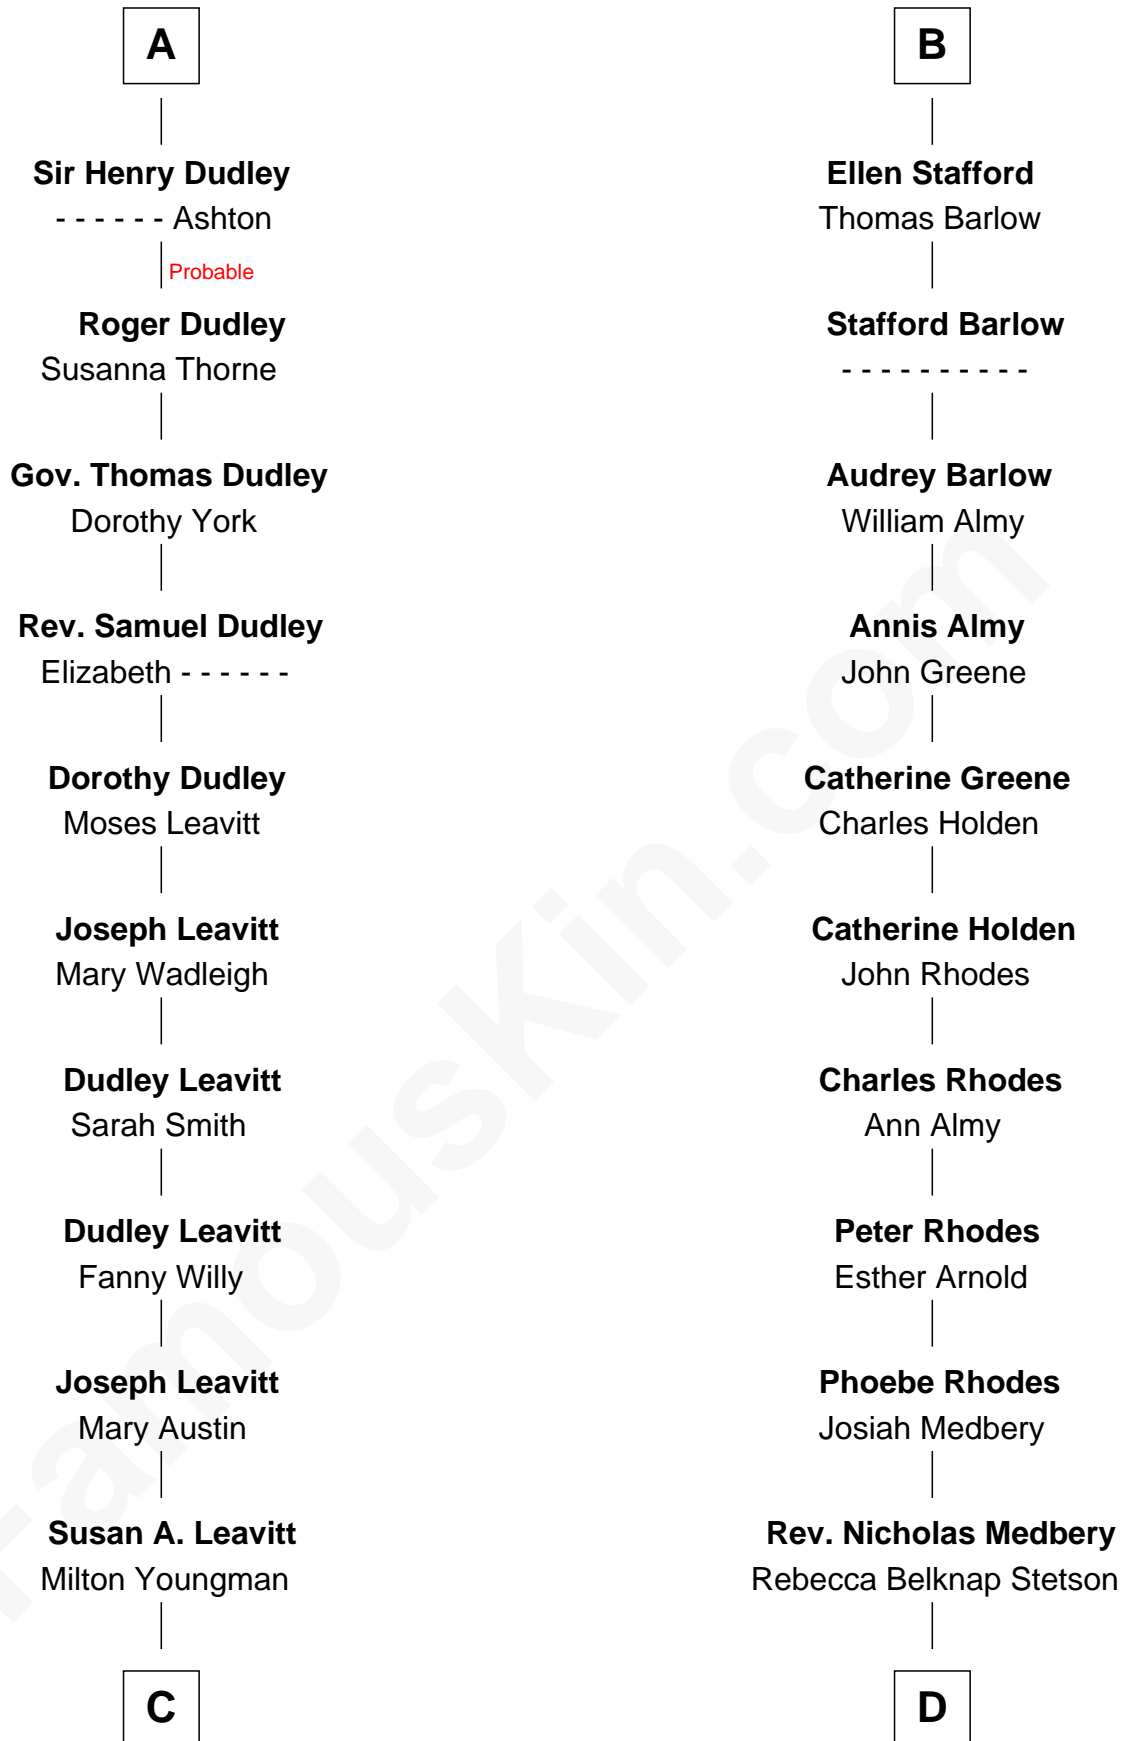 A
Sir Henry Dudley
- - - - - - Ashton
Probable
Roger Dudley
Susanna Thorne
Gov. Thomas Dudley
Dorothy York
Rev. Samuel Dudley
Elizabeth - - - - - -
Dorothy Dudley
Moses Leavitt
Joseph Leavitt
Mary Wadleigh
Dudley Leavitt
Sarah Smith
Dudley Leavitt
Fanny Willy
Joseph Leavitt
Mary Austin
Susan A. Leavitt
Milton Youngman
C
B
Ellen Stafford
Thomas Barlow
Stafford Barlow
- - - - - - - - - -
Audrey Barlow
William Almy
Annis Almy
John Greene
Catherine Greene
Charles Holden
Catherine Holden
John Rhodes
Charles Rhodes
Ann Almy
Peter Rhodes
Esther Arnold
Phoebe Rhodes
Josiah Medbery
Rev. Nicholas Medbery
Rebecca Belknap Stetson
D
FamousKin.com